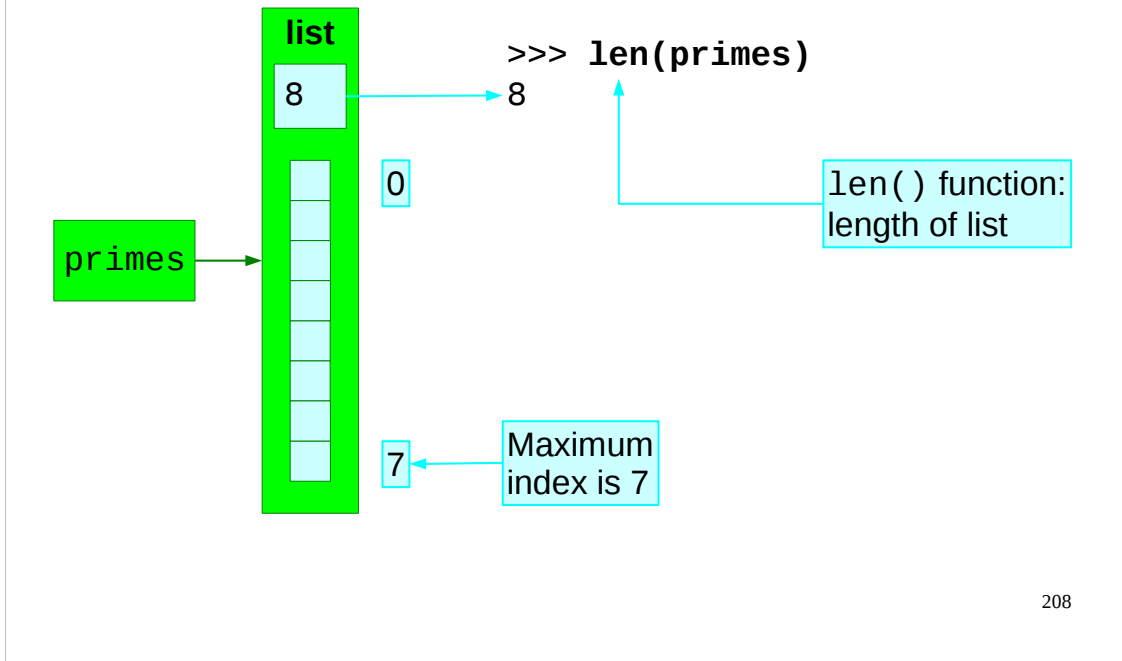 list
>>> len(primes)
8
8
0
len() function:
length of list
primes
Maximum
index is 7
7
208